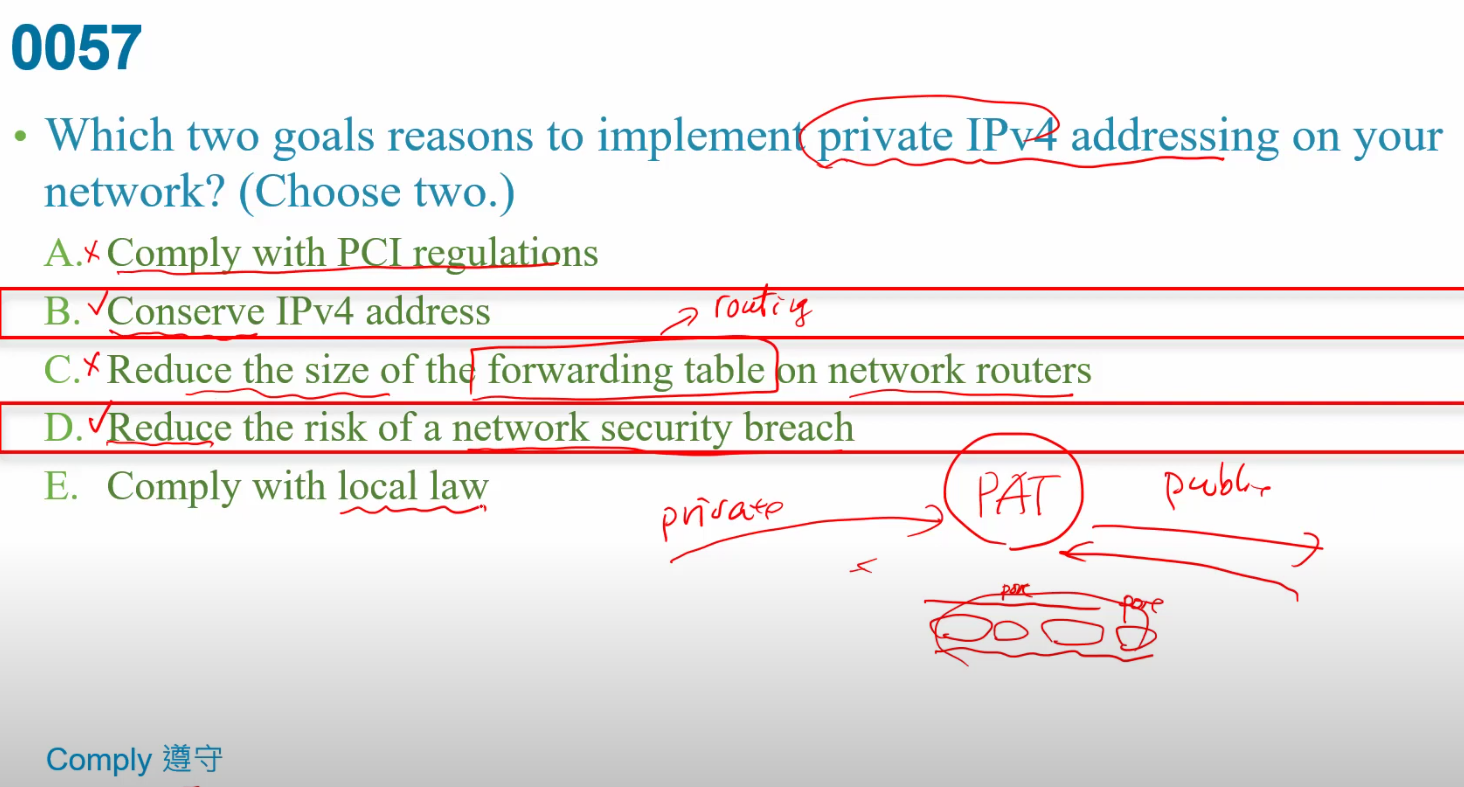 0057
• Which two goals reasons to implement private IPv4 addressing on your
network? (Choose two.)
A. Comply with PCI regulations
B. Conserve IPv4 address
routing
C. Reduce the size of the forwarding table on network routers
D. Reduce the risk of a network security breach
E. Comply with local law
private
PAT
public
port
port
Comply 遵守